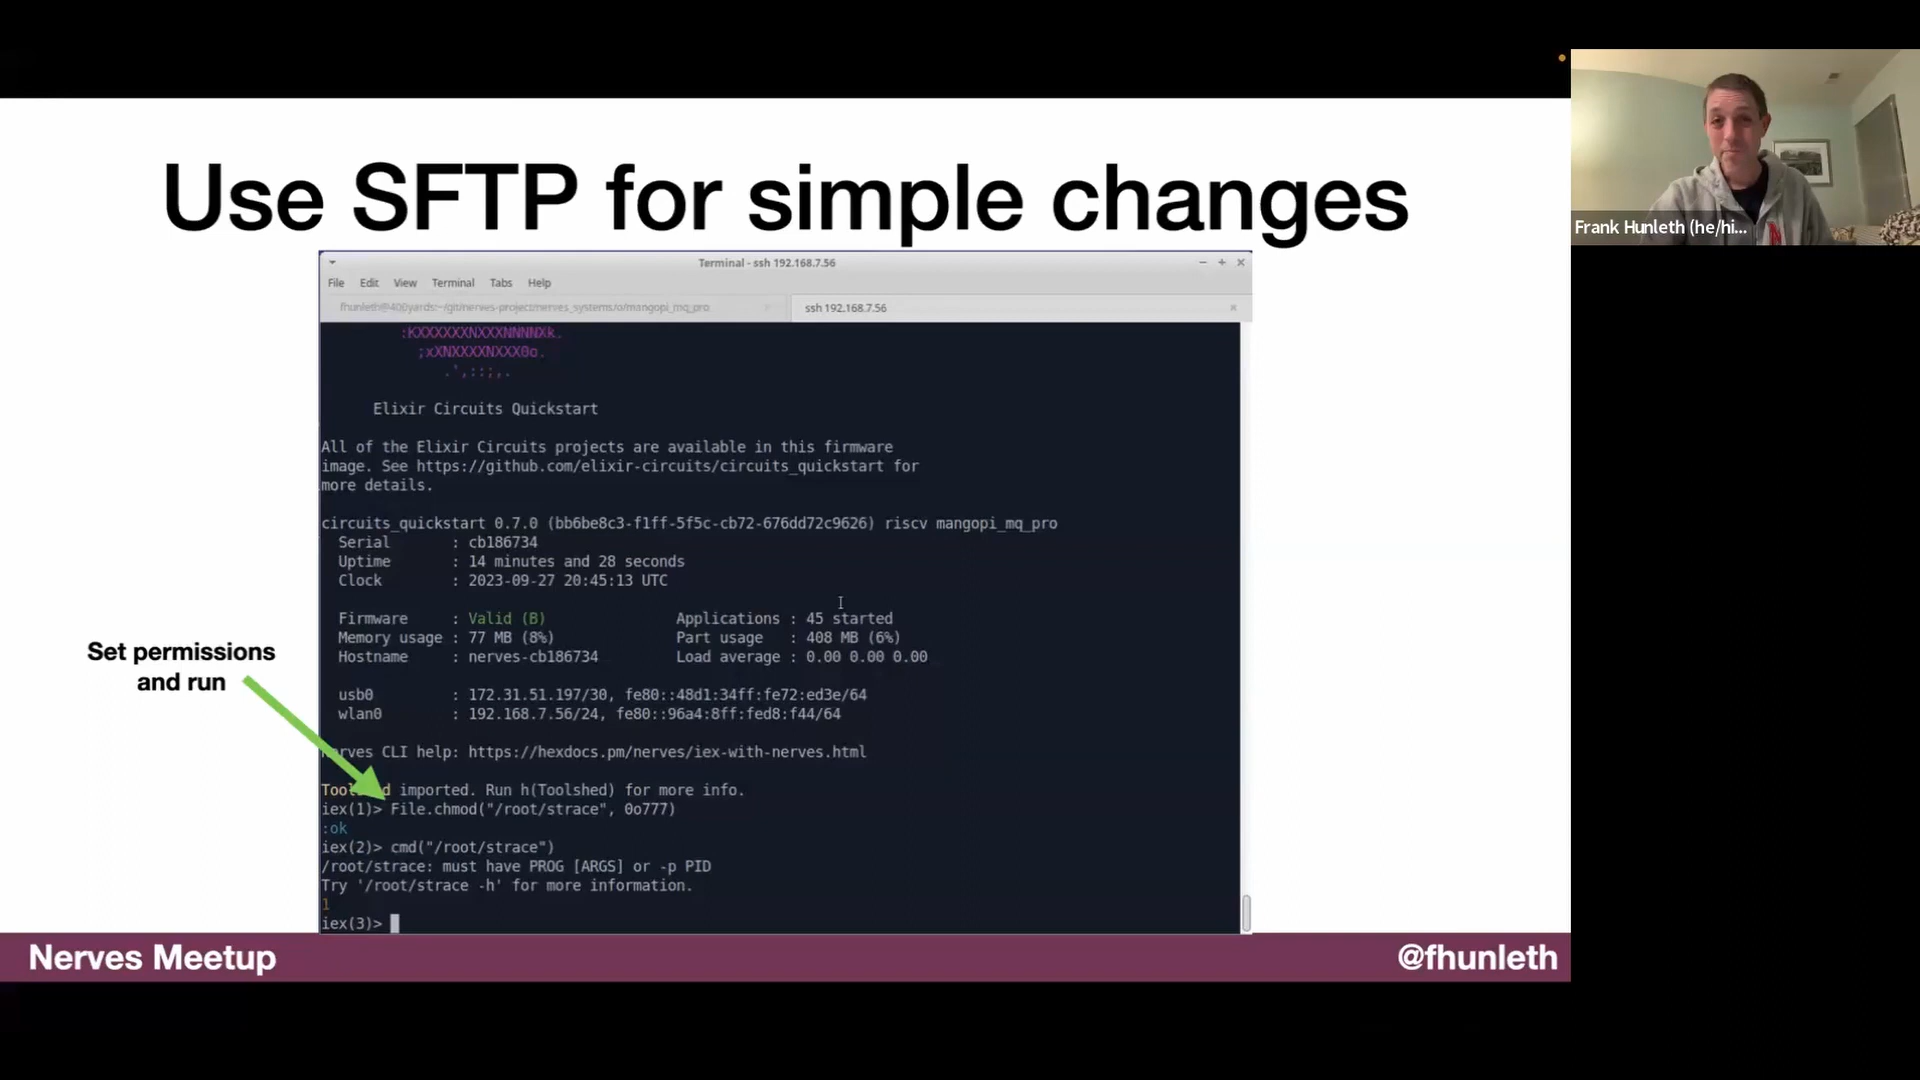 Use SFTP for simple changes
Frank Hunleth (he/hi...
Terminal - ssh 192.168.7.56
File Edit View Terminal Tabs Help
fhunleth@400yards:~/git/nerves-project/nerves_systems/o/mangopi_mq_pro
ssh 192.168.7.56
:KXXXXXXXNXXXNNNNXk.
;xXNXXXXNXXX0o.
.',::;,.
Elixir Circuits Quickstart
All of the Elixir Circuits projects are available in this firmware
image. See https://github.com/elixir-circuits/circuits_quickstart for
more details.
circuits_quickstart 0.7.0 (bb6be8c3-f1ff-5f5c-cb72-676dd72c9626) riscv mangopi_mq_pro
Serial : cb186734
Uptime : 14 minutes and 28 seconds
Clock : 2023-09-27 20:45:13 UTC
Firmware : Valid (B) Applications : 45 started
Memory usage : 77 MB (8%) Part usage : 408 MB (6%)
Hostname : nerves-cb186734 Load average : 0.00 0.00 0.00
usb0 : 172.31.51.197/30, fe80::48d1:34ff:fe72:ed3e/64
wlan0 : 192.168.7.56/24, fe80::96a4:8ff:fed8:f44/64
Set permissions
and run
CLI help: https://hexdocs.pm/nerves/iex-with-nerves.html
imported. Run h(Toolshed) for more info.
iex(1)> File.chmod("/root/strace", 0o777)
:ok
iex(2)> cmd("/root/strace")
/root/strace: must have PROG [ARGS] or -p PID
Try '/root/strace -h' for more information.
1
iex(3)>
Nerves Meetup
@fhunleth